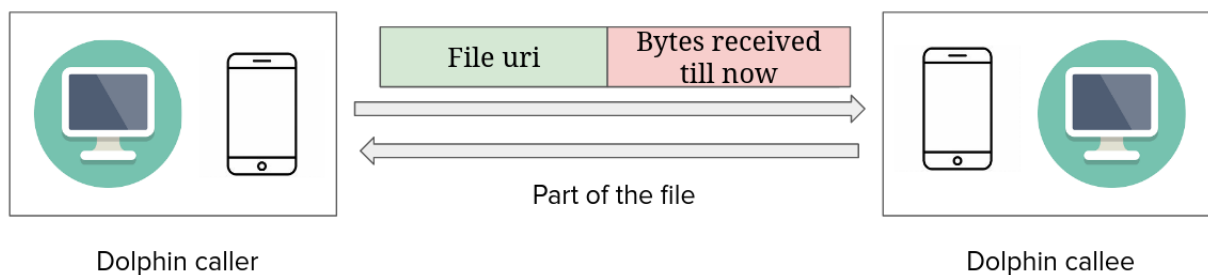 File uri
Bytes received
till now
Part of the file
Dolphin caller
Dolphin callee